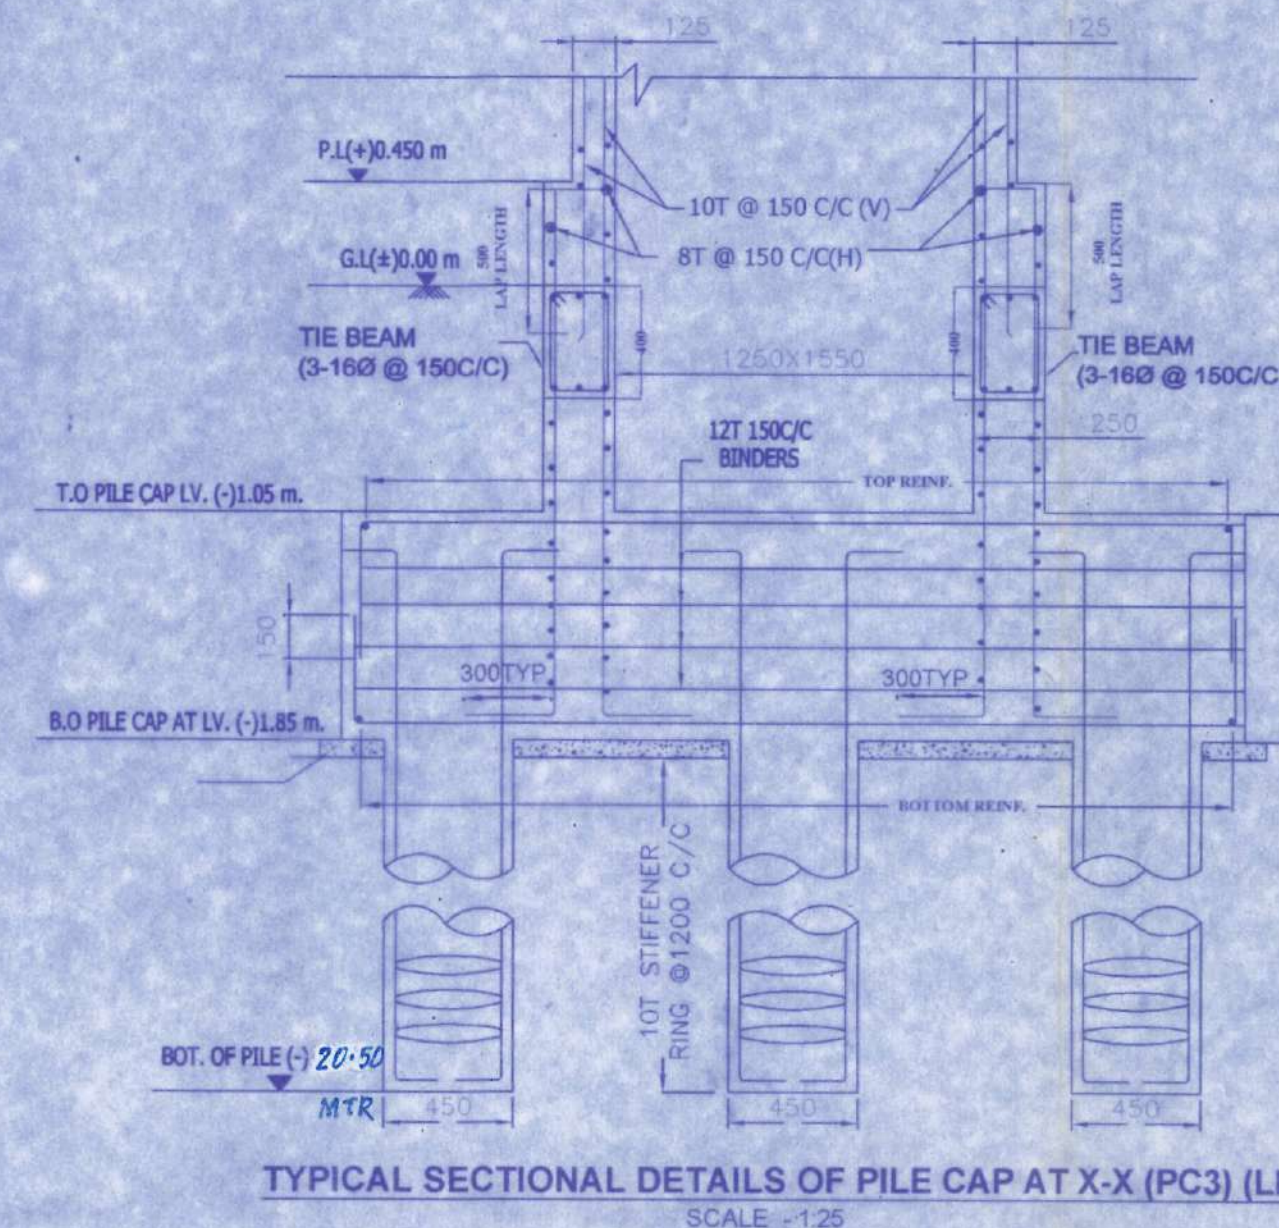 125
125
P.L(+)0.450 m
10T @ 150 C/C (V)
G.L(±)0.00 m
500
LAP LENGTH
8T @ 150 C/C(H)
500
LAP LENGTH
TIE BEAM
(3-16Ø @ 150C/C)
400
1250X1550
400
TIE BEAM
(3-16Ø @ 150C/C
250
12T 150C/C
BINDERS
TOP REINF.
T.O PILE CAP LV. (-)1.05 m.
150
300TYP
300TYP
B.O PILE CAP AT LV. (-)1.85 m.
BOTTOM REINF.
10T STIFFENER
RING @1200 C/C
BOT. OF PILE (-) 20.50
MTR
450
450
450
TYPICAL SECTIONAL DETAILS OF PILE CAP AT X-X (PC3) (LI
SCALE - 1:25